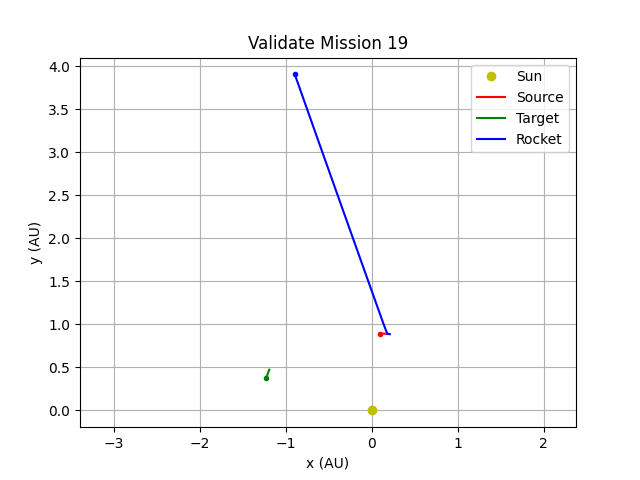 Validate Mission 19
Sun
Source
Target
Rocket
4.0
3.5
3.0
2.5
2.0
1.5
1.0
0.5
0.0
y (AU)
−3
−2
−1
0
1
2
x (AU)